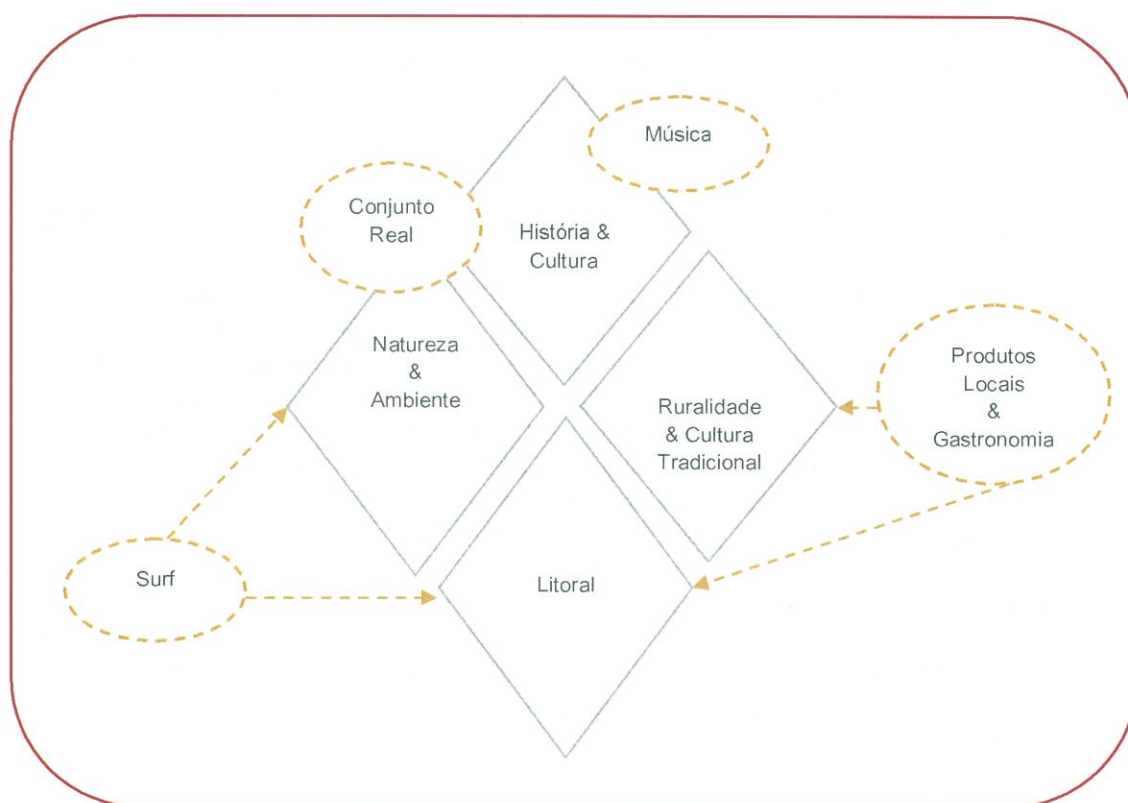 Música
Conjunto
Real
História &
Cultura
Natureza
&
Ambiente
Produtos
Locais
&
Gastronomia
Ruralidade
& Cultura
Tradicional
Surf
Litoral